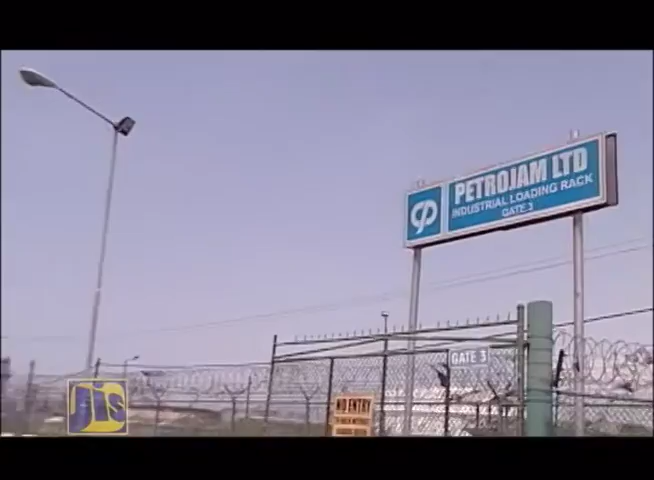 PETROJAM LTD
INDUSTRIAL LOADING RACK
GATE 3
GATE 3
NO ENTRY
JIS